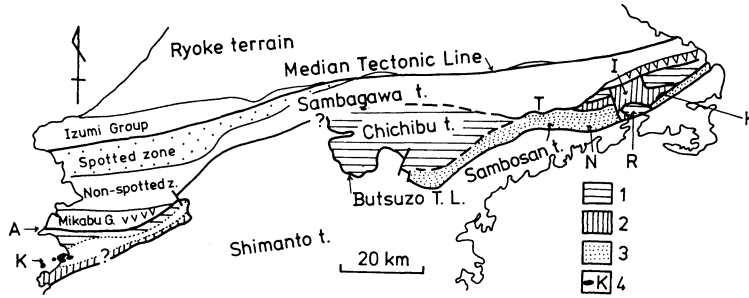 Ryoke terrain
Median Tectonic Line
I
Sambagawa t.
T
Izumi Group
?
Chichibu t.
Spotted zone
Sambosan t.
N
R
Non-spotted z.
Butsuzo T. L.
1
Mikabu G. VVVV
2
A
Shimanto t.
3
K
?
20 km
K 4